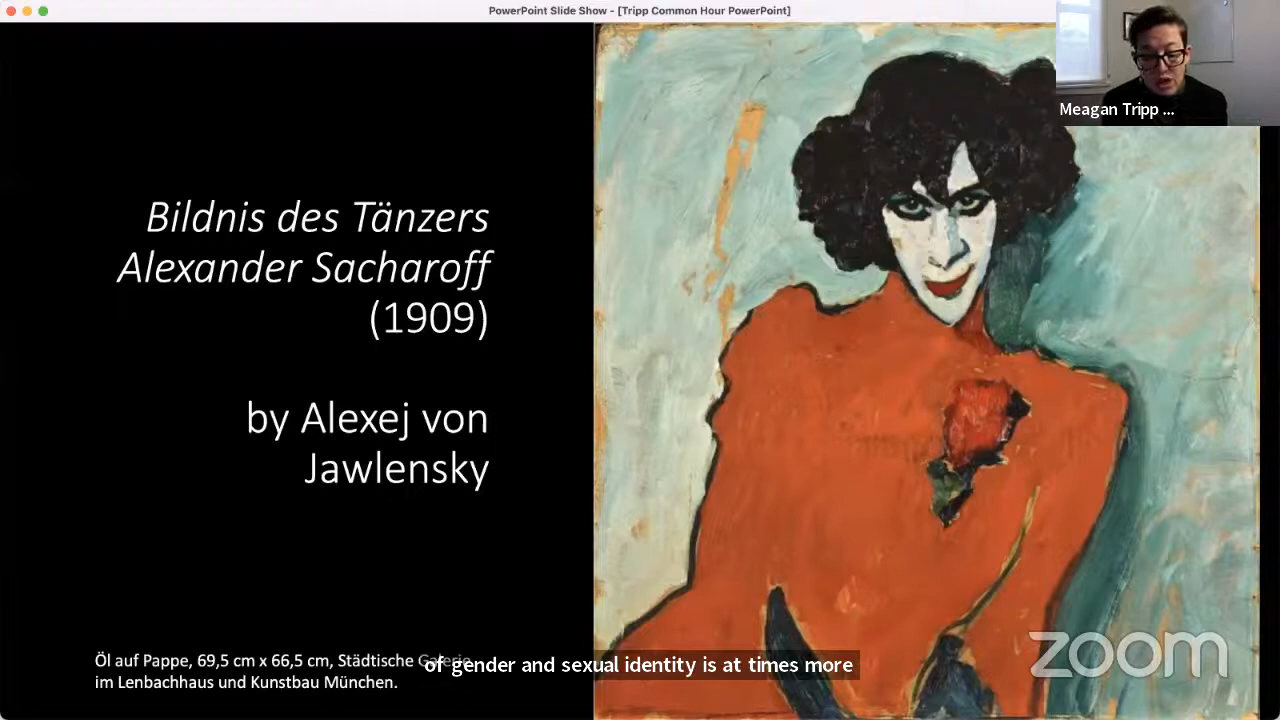 PowerPoint Slide Show - [Tripp Common Hour PowerPoint]
Meagan Tripp ...
Bildnis des Tänzers
Alexander Sacharoff
(1909)
by Alexej von
Jawlensky
Öl auf Pappe, 69,5 cm x 66,5 cm, Städtische Galerie
im Lenbachhaus und Kunstbau München.
of gender and sexual identity is at times more
zoom